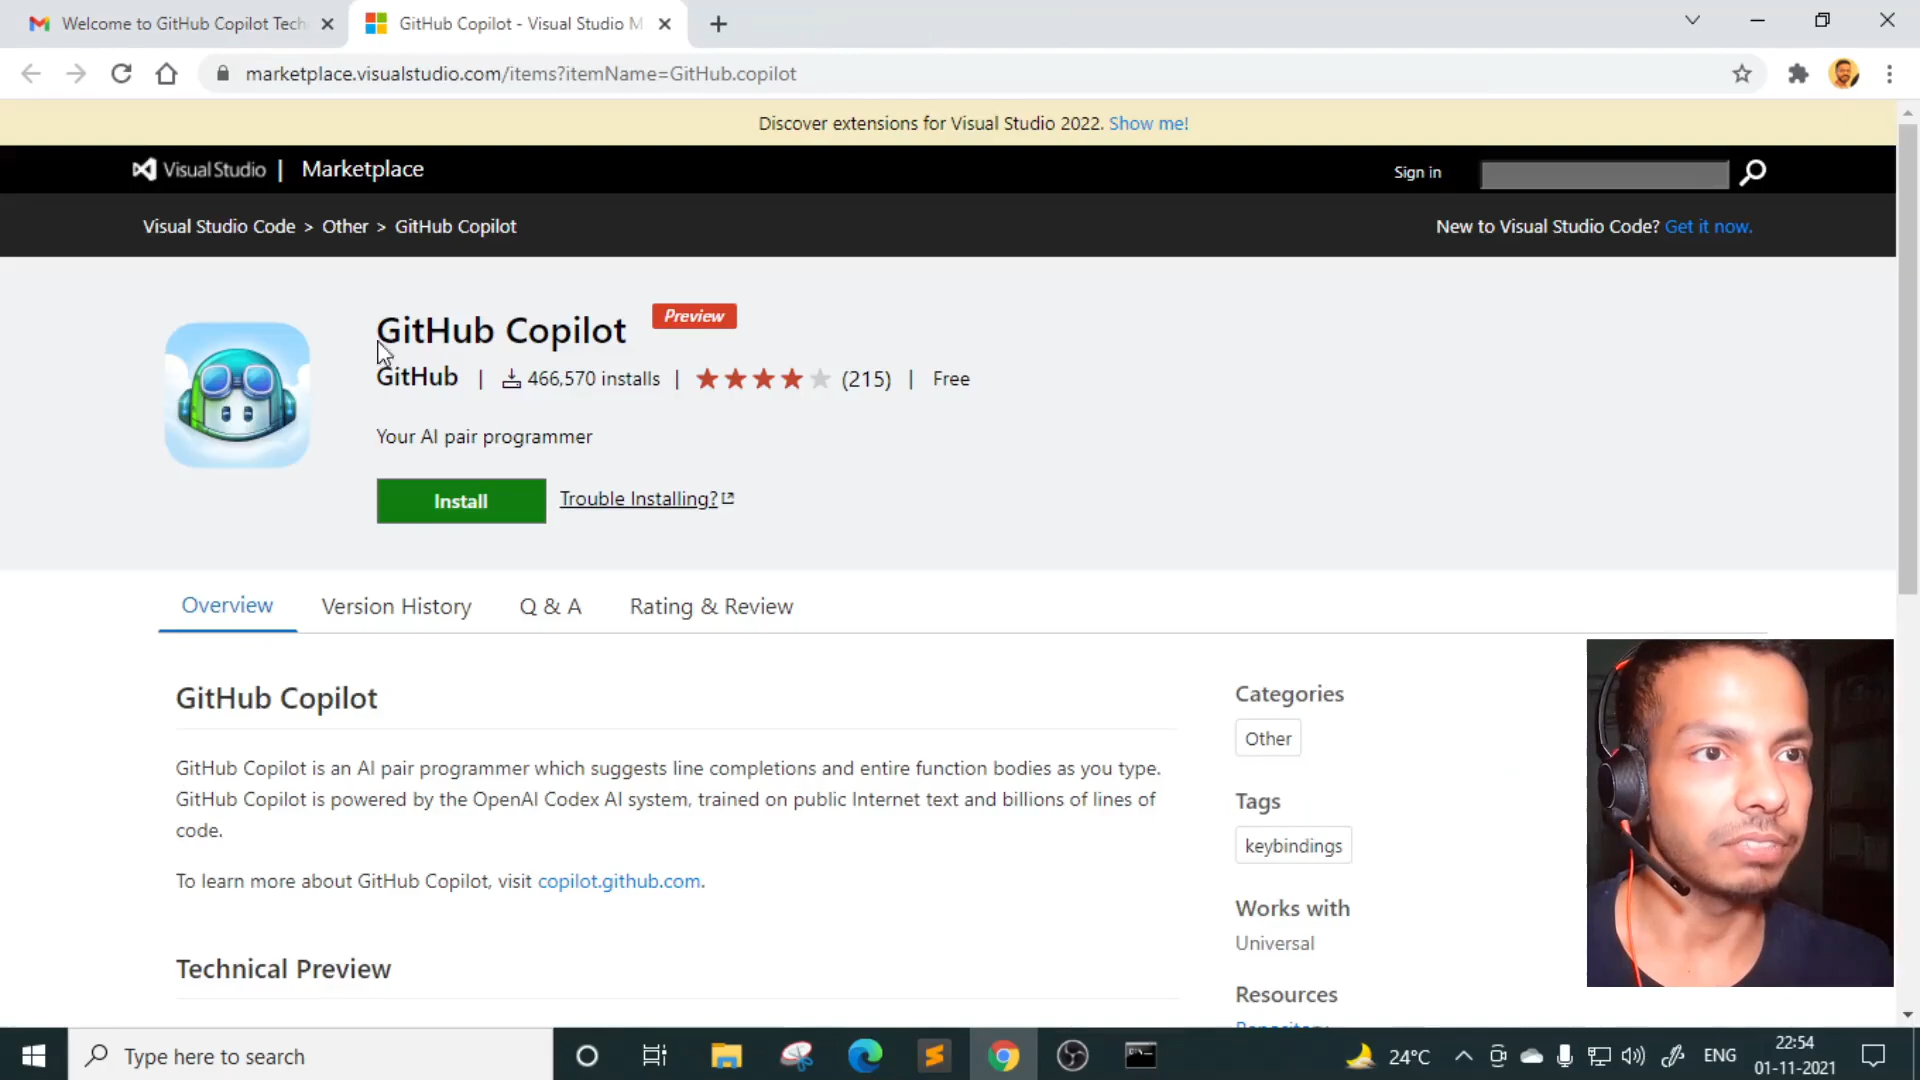 Welcome to GitHub Copilot Tech
GitHub Copilot - Visual Studio M
marketplace.visualstudio.com/items?itemName=GitHub.copilot
Discover extensions for Visual Studio 2022. Show me!
Visual Studio | Marketplace
Sign in
Visual Studio Code > Other > GitHub Copilot
New to Visual Studio Code? Get it now.
GitHub Copilot
Preview
GitHub | 466,570 installs | (215) | Free
Your AI pair programmer
Install
Trouble Installing?
Overview
Version History
Q & A
Rating & Review
GitHub Copilot
GitHub Copilot is an AI pair programmer which suggests line completions and entire function bodies as you type.
GitHub Copilot is powered by the OpenAI Codex AI system, trained on public Internet text and billions of lines of
code.
To learn more about GitHub Copilot, visit copilot.github.com.
Technical Preview
Categories
Other
Tags
keybindings
Works with
Universal
Resources
Repository
Type here to search
24°C
ENG
22:54
01-11-2021